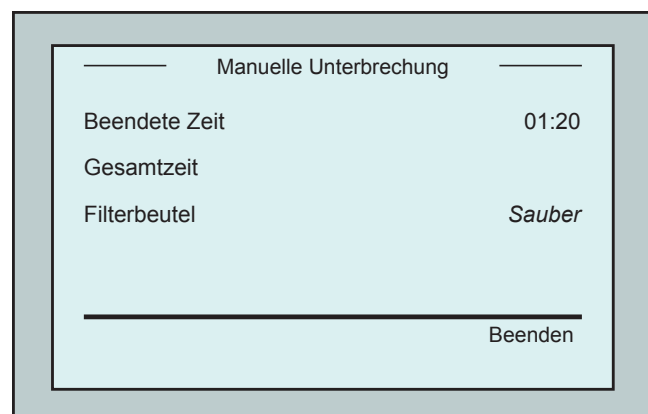 Manuelle Unterbrechung
Beendete Zeit 01:20
Gesamtzeit
Filterbeutel Sauber
Beenden